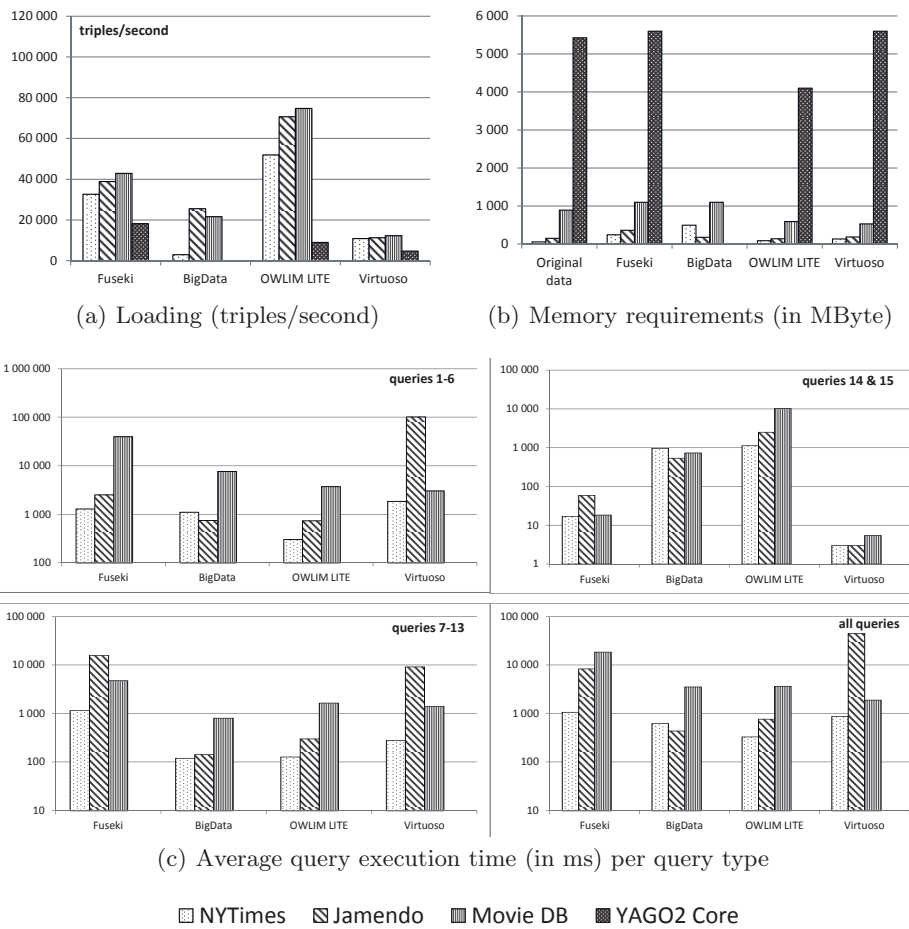 120 000
100 000
80 000
60 000
40 000
20 000
0
triples/second
Fuseki
BigData
OWLIM LITE
Virtuoso
(a) Loading (triples/second)
6 000
5 000
4 000
3 000
2 000
1 000
0
Original
data
Fuseki
BigData
OWLIM LITE
Virtuoso
(b) Memory requirements (in MByte)
queries 1-6
1 000 000
100 000
10 000
1 000
100
Fuseki
BigData
OWLIM LITE
Virtuoso
queries 14 & 15
100 000
10 000
1 000
100
10
1
Fuseki
BigData
OWLIM LITE
Virtuoso
queries 7-13
100 000
10 000
1 000
100
10
Fuseki
BigData
OWLIM LITE
Virtuoso
all queries
100 000
10 000
1 000
100
10
Fuseki
BigData
OWLIM LITE
Virtuoso
(c) Average query execution time (in ms) per query type
NYTimes
Jamendo
Movie DB
YAGO2 Core